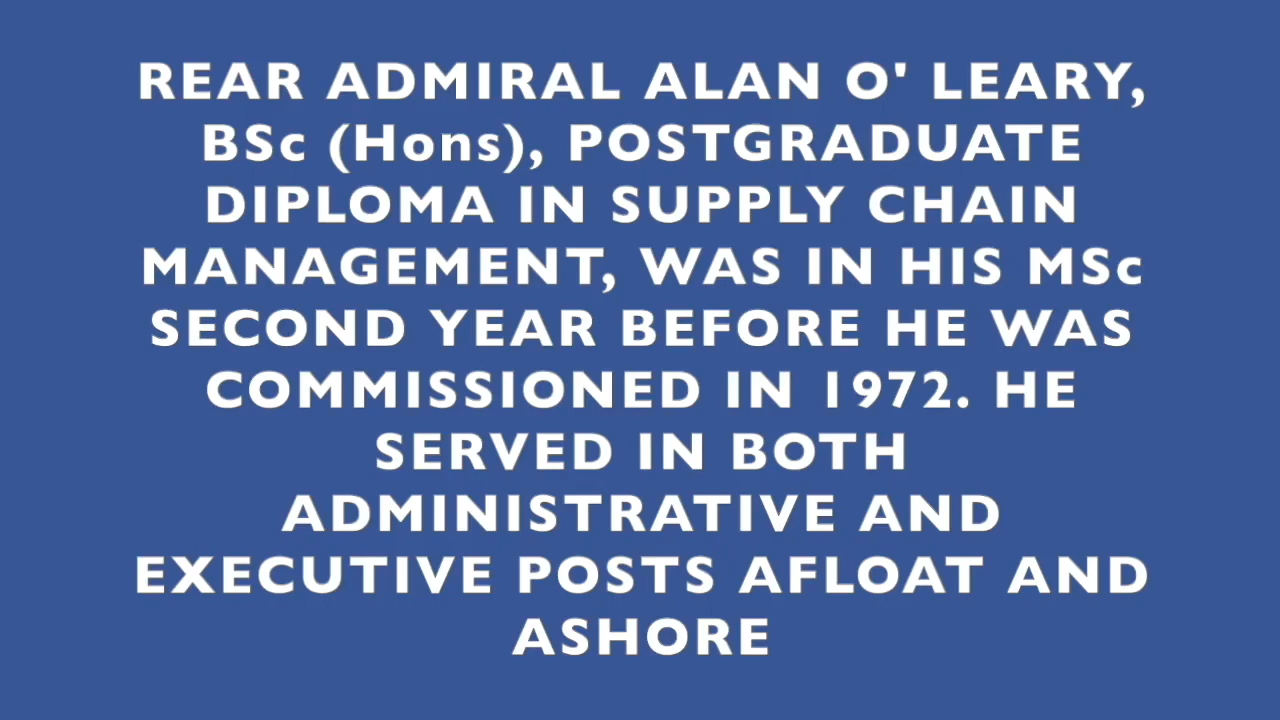 REAR ADMIRAL ALAN O' LEARY,
BSc (Hons), POSTGRADUATE
DIPLOMA IN SUPPLY CHAIN
MANAGEMENT, WAS IN HIS MSc
SECOND YEAR BEFORE HE WAS
COMMISSIONED IN 1972. HE
SERVED IN BOTH
ADMINISTRATIVE AND
EXECUTIVE POSTS AFLOAT AND
ASHORE